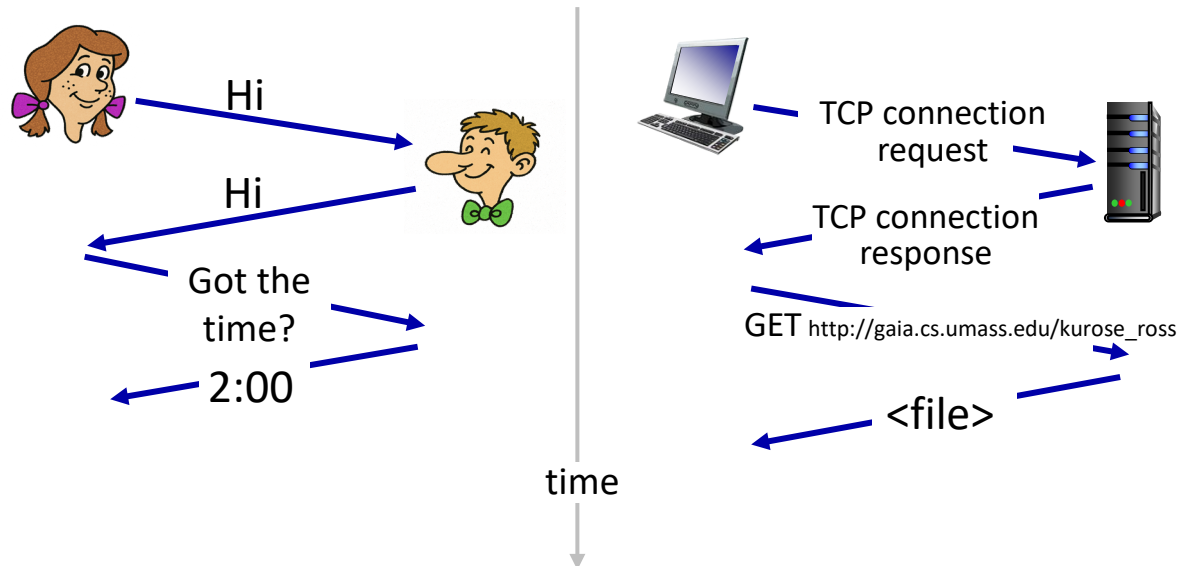 Hi
Hi
Got the
time?
2:00
TCP connection
request
TCP connection
response
GET http://gaia.cs.umass.edu/kurose_ross
<file>
time